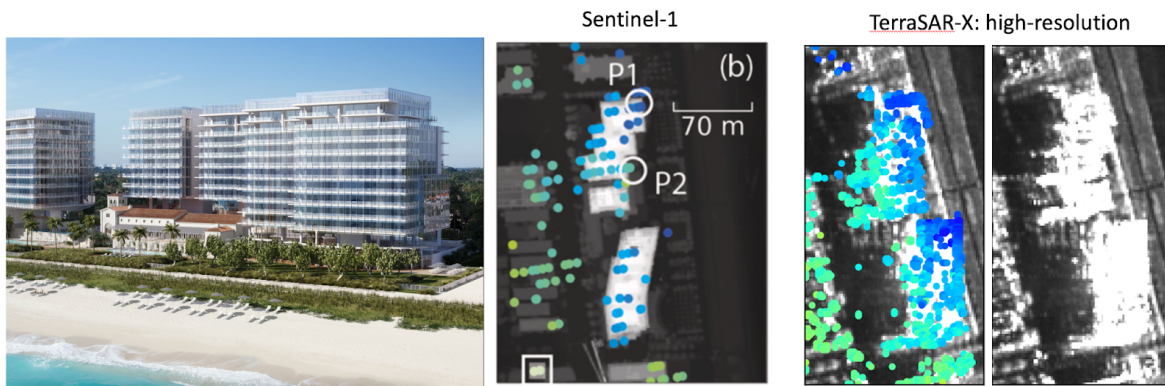 Sentinel-1
TerraSAR-X: high-resolution
P1
(b)
70 m
P2